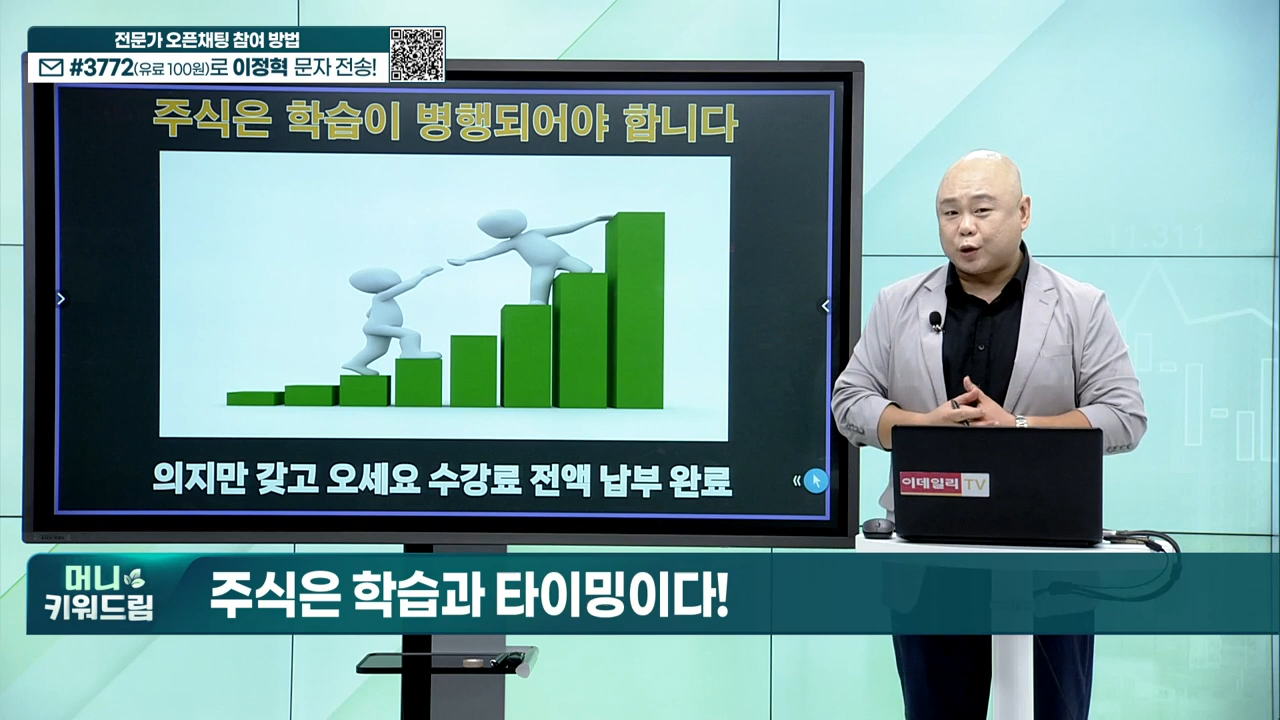 전문가 오픈채팅 참여 방법
#3772(유료 100원)로 이정혁 문자 전송!
주식은 학습이 병행되어야 합니다
의지만 갖고 오세요 수강료 전액 납부 완료
11,311
이데일리TV
머니
키워드림
주식은 학습과 타이밍이다!